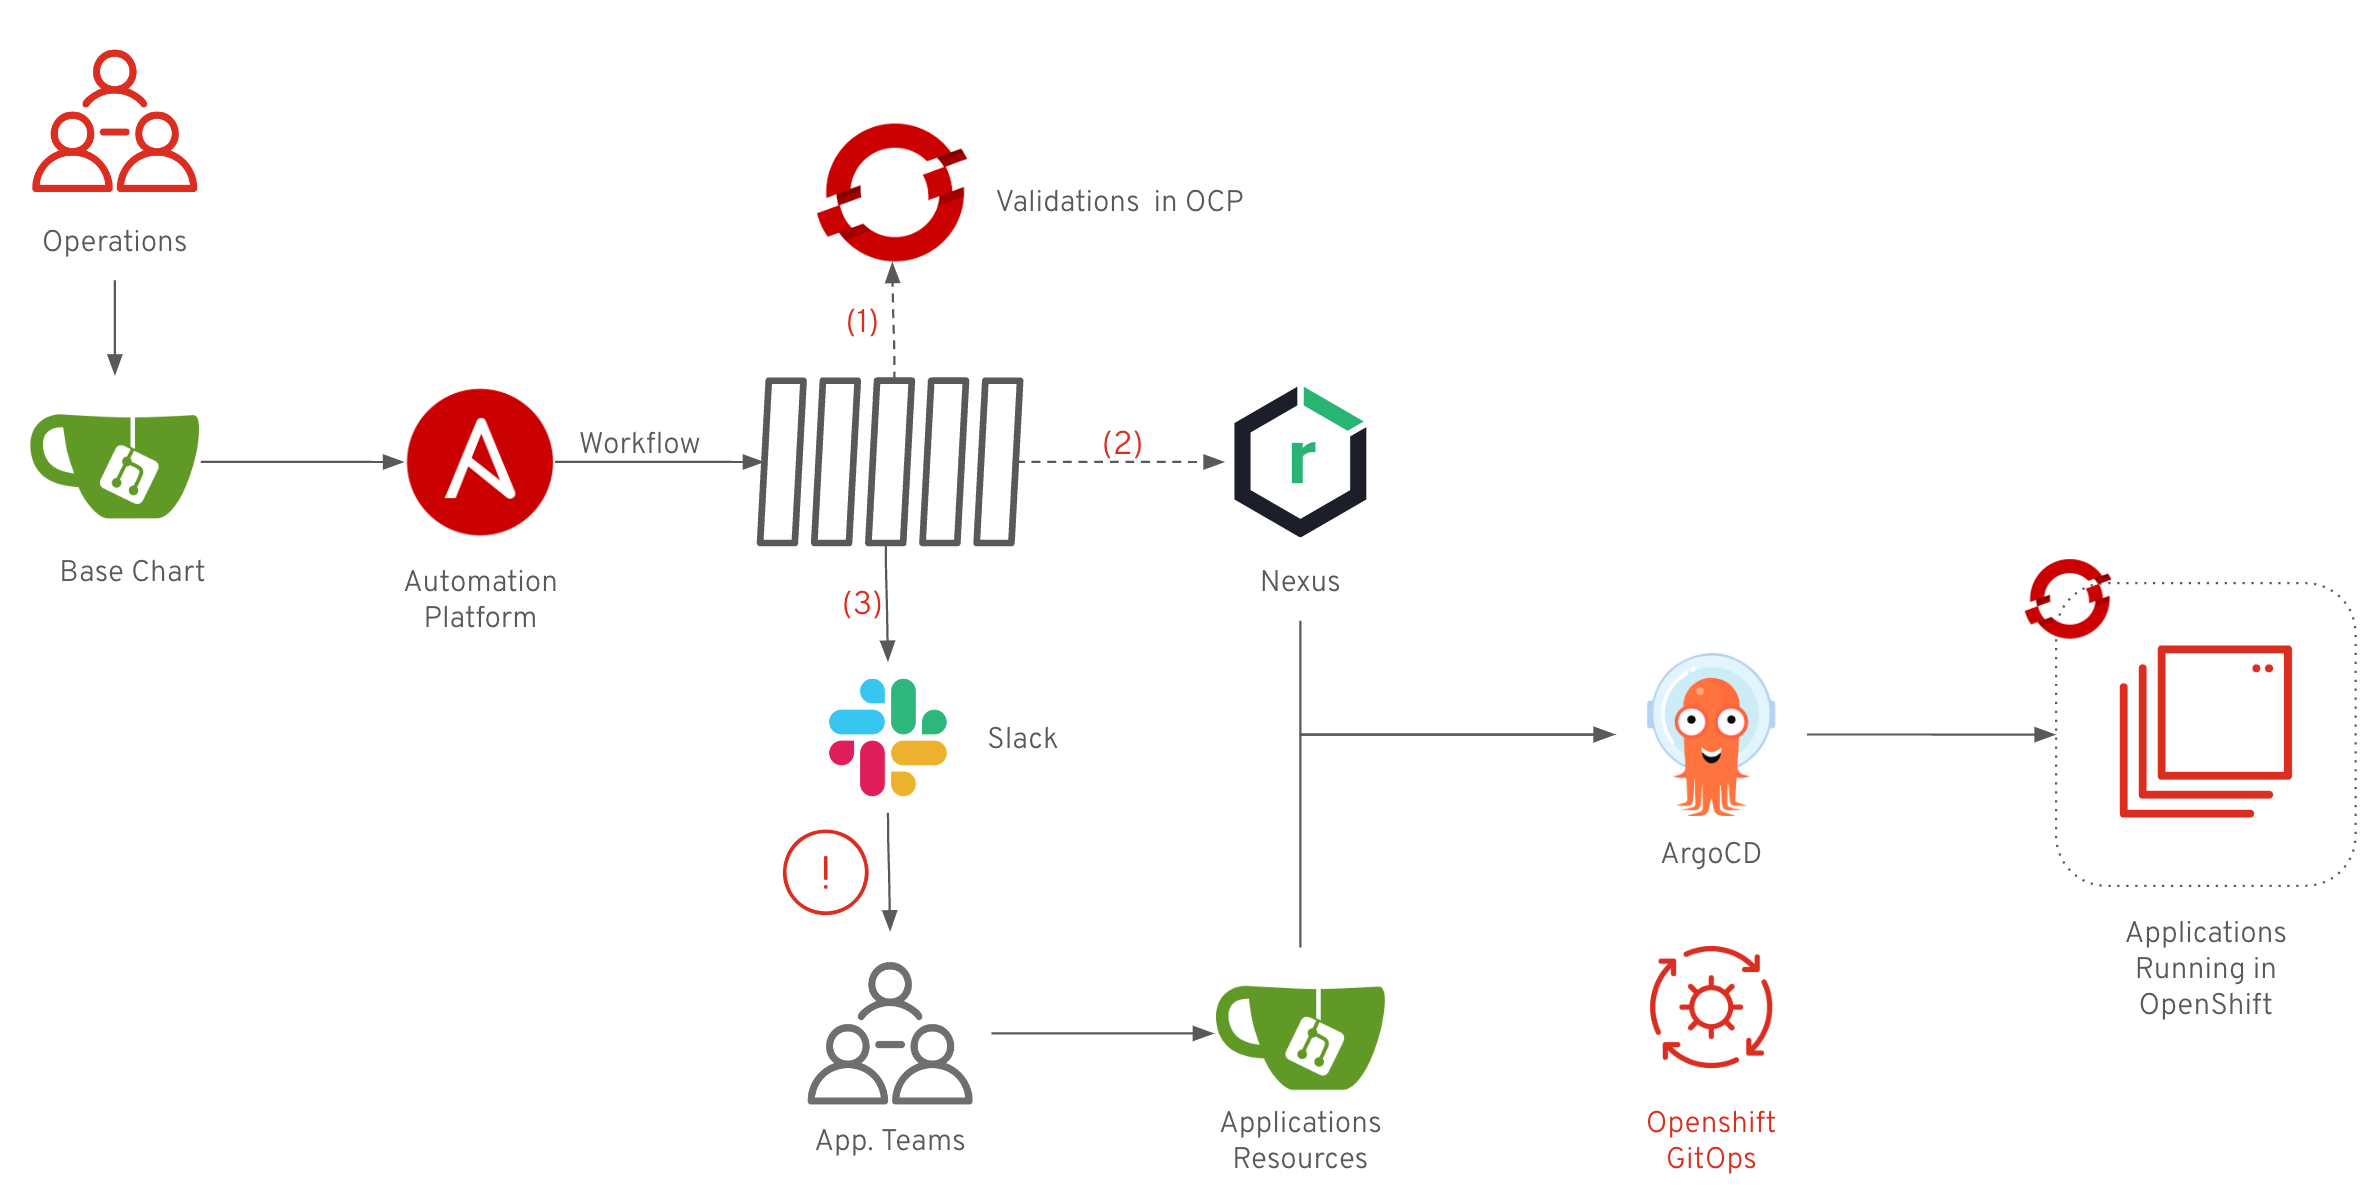 Operations
Validations in OCP
(1)
Workflow
(2)
Base Chart
Automation
Platform
Nexus
r
(3)
Slack
!
ArgoCD
Applications
Running in
OpenShift
App. Teams
Applications
Resources
Openshift
GitOps